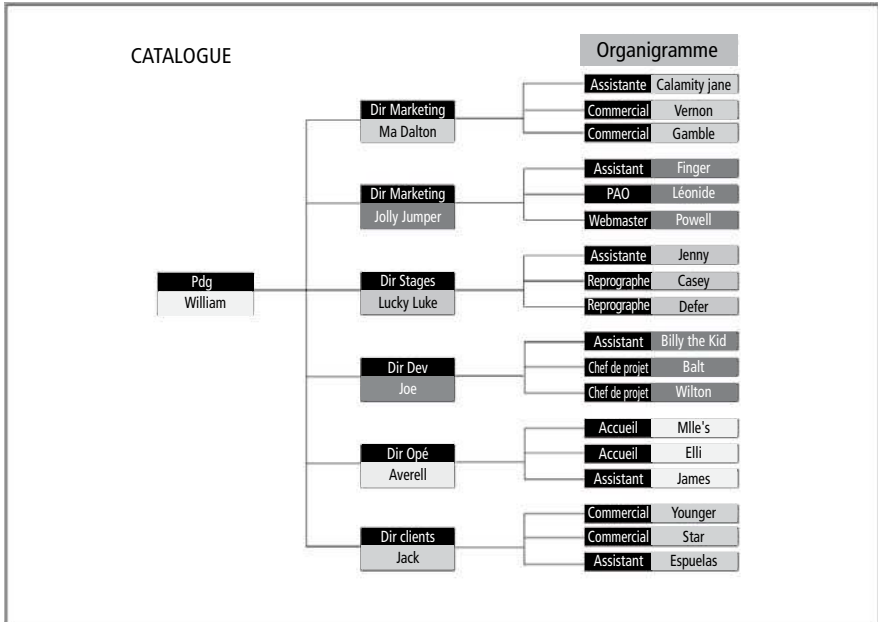 CATALOGUE
Organigramme
Pdg
William
Dir Marketing
Ma Dalton
Assistante Calamity jane
Commercial Vernon
Commercial Gamble
Dir Marketing
Jolly Jumper
Assistant Finger
PAO Léonide
Webmaster Powell
Dir Stages
Lucky Luke
Assistante Jenny
Reprographe Casey
Reprographe Defer
Dir Dev
Joe
Assistant Billy the Kid
Chef de projet Balt
Chef de projet Wilton
Dir Opé
Averell
Accueil Mlle's
Accueil Elli
Assistant James
Dir clients
Jack
Commercial Younger
Commercial Star
Assistant Espuelas